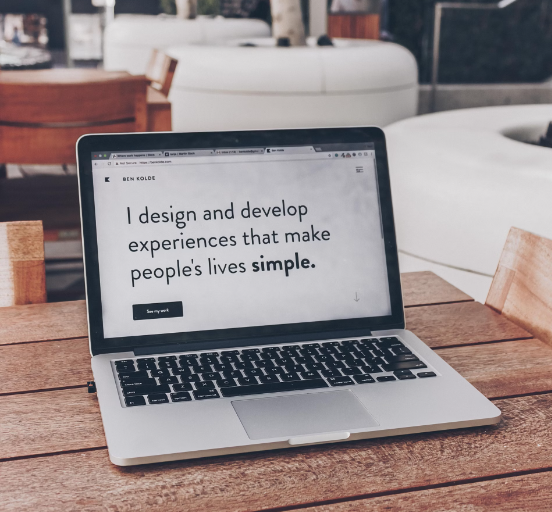 BEN KOLDE
I design and develop
experiences that make
people's lives simple.
See my work